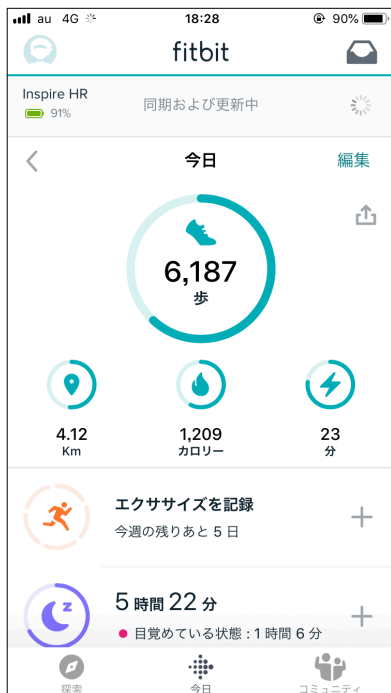 au 4G 18:28 90%
fitbit
Inspire HR
91%
同期および更新中
今日 編集
6,187
歩
4.12 1,209 23
Km カロリー 分
エクササイズを記録
今週の残りあと 5 日
5 時間 22 分
目覚めている状態 : 1 時間 6 分
探索 今日 コミュニティ